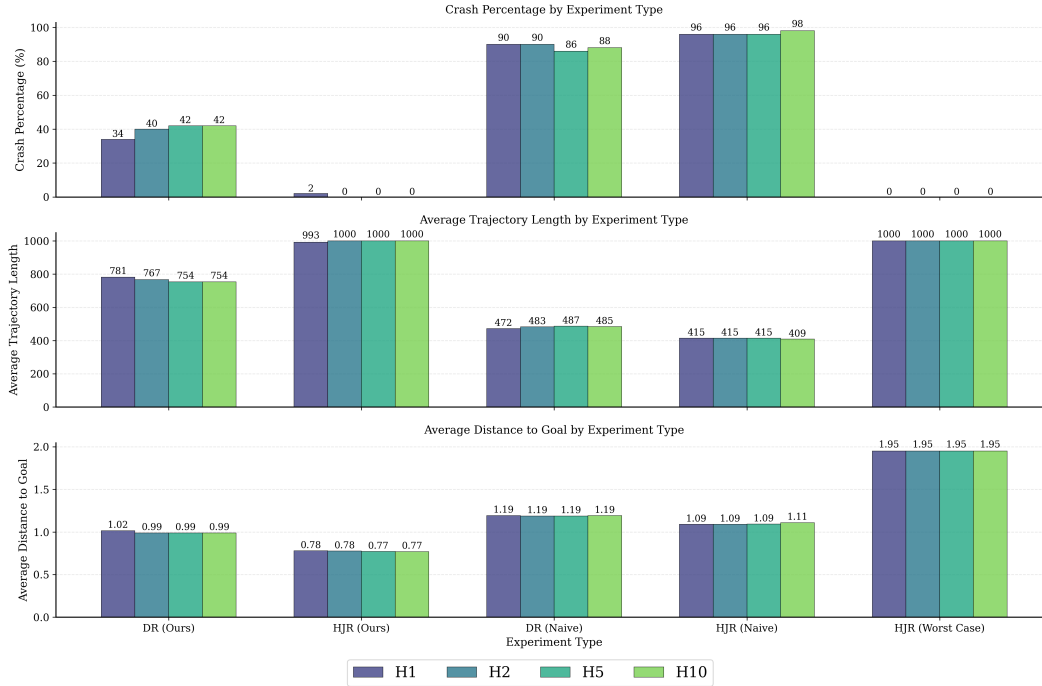 Crash Percentage by Experiment Type
Crash Percentage (%)
100
80
60
40
20
0
34 40 42 42
2 0 0 0
90 90 86 88
96 96 96 98
0 0 0 0
Average Trajectory Length by Experiment Type
Average Trajectory Length
1000
800
600
400
200
0
781 767 754 754
993 1000 1000 1000
472 483 487 485
415 415 415 409
1000 1000 1000 1000
Average Distance to Goal by Experiment Type
Average Distance to Goal
2.0
1.5
1.0
0.5
0.0
1.02 0.99 0.99 0.99
0.78 0.78 0.77 0.77
1.19 1.19 1.19 1.19
1.09 1.09 1.09 1.11
1.95 1.95 1.95 1.95
DR (Ours) HJR (Ours) DR (Naive) HJR (Naive) HJR (Worst Case)
Experiment Type
H1 H2 H5 H10